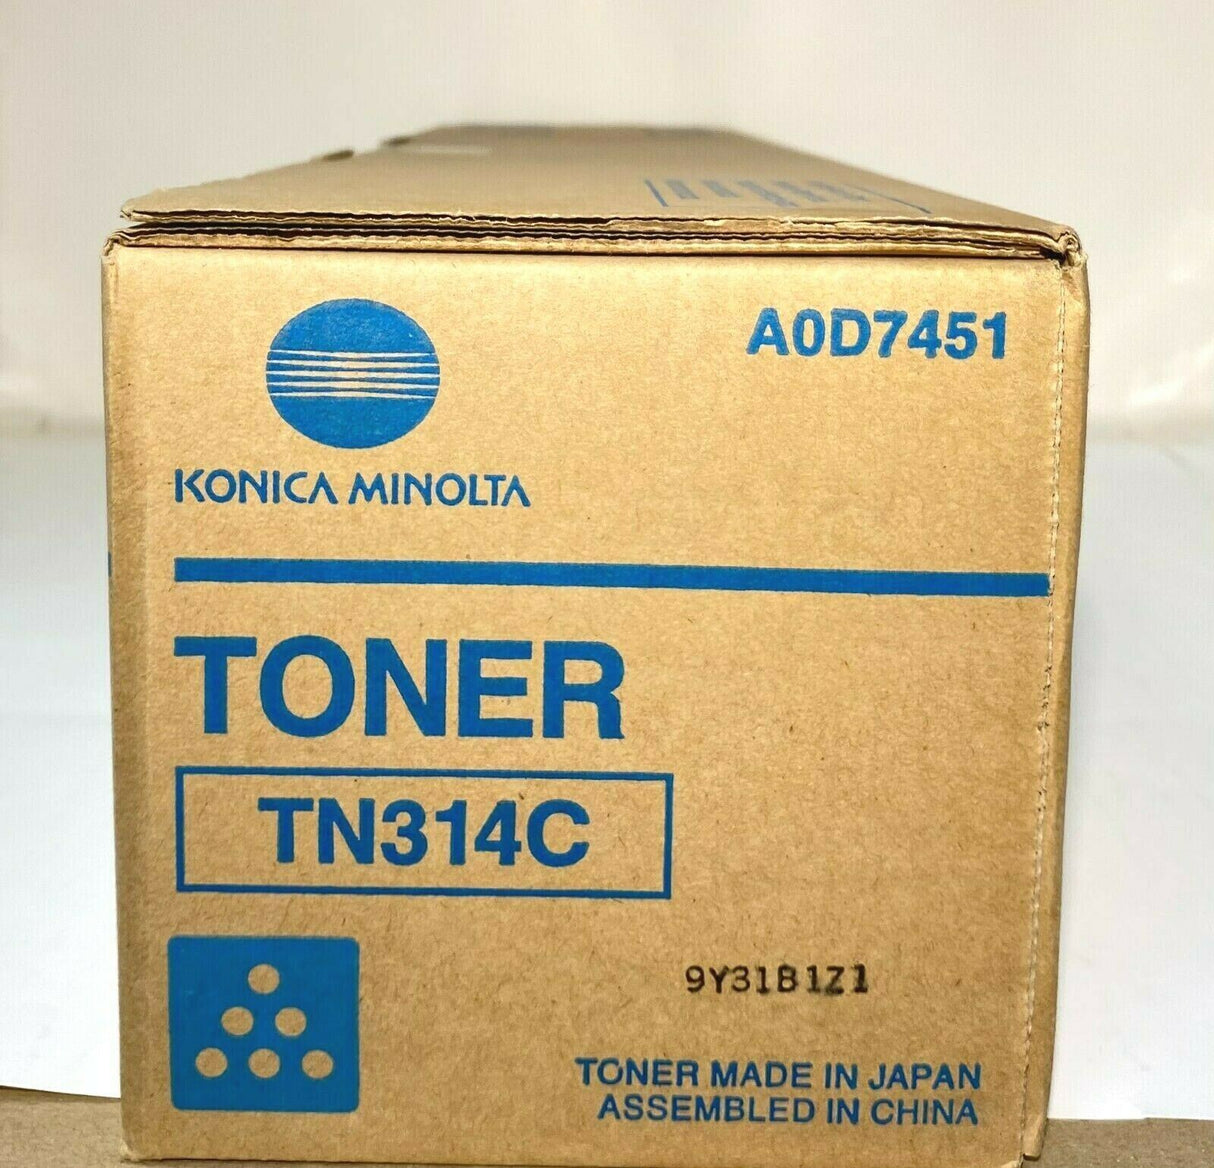 A0D7451
KONICA MINOLTA
TONER
TN314C
9Y31B1Z1
TONER MADE IN JAPAN
ASSEMBLED IN CHINA